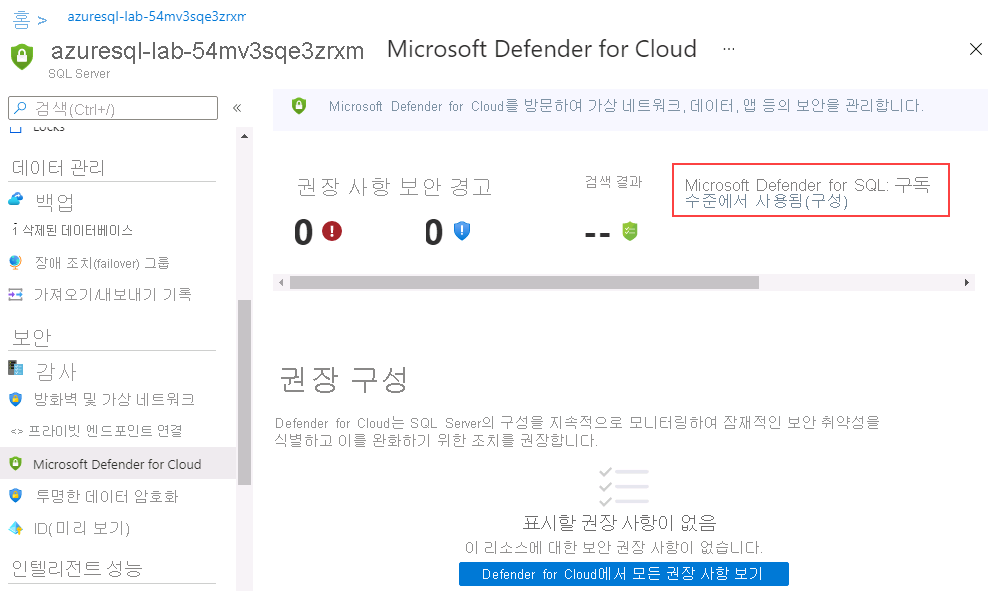 홈 > azuresql-lab-54mv3sqe3zrxm
azuresql-lab-54mv3sqe3zrxm Microsoft Defender for Cloud ...
SQL Server
검색(Ctrl+/) «
Microsoft Defender for Cloud를 방문하여 가상 네트워크, 데이터, 앱 등의 보안을 관리합니다.
Locks
데이터 관리
백업
삭제된 데이터베이스
장애 조치(failover) 그룹
가져오기/내보내기 기록
보안
감사
방화벽 및 가상 네트워크
프라이빗 엔드포인트 연결
Microsoft Defender for Cloud
투명한 데이터 암호화
ID(미리 보기)
인텔리전트 성능
권장 사항 보안 경고
검색 결과
Microsoft Defender for SQL: 구독
수준에서 사용됨(구성)
0 0 --
권장 구성
Defender for Cloud는 SQL Server의 구성을 지속적으로 모니터링하여 잠재적인 보안 취약성을
식별하고 이를 완화하기 위한 조치를 권장합니다.
표시할 권장 사항이 없음
이 리소스에 대한 보안 권장 사항이 없습니다.
Defender for Cloud에서 모든 권장 사항 보기